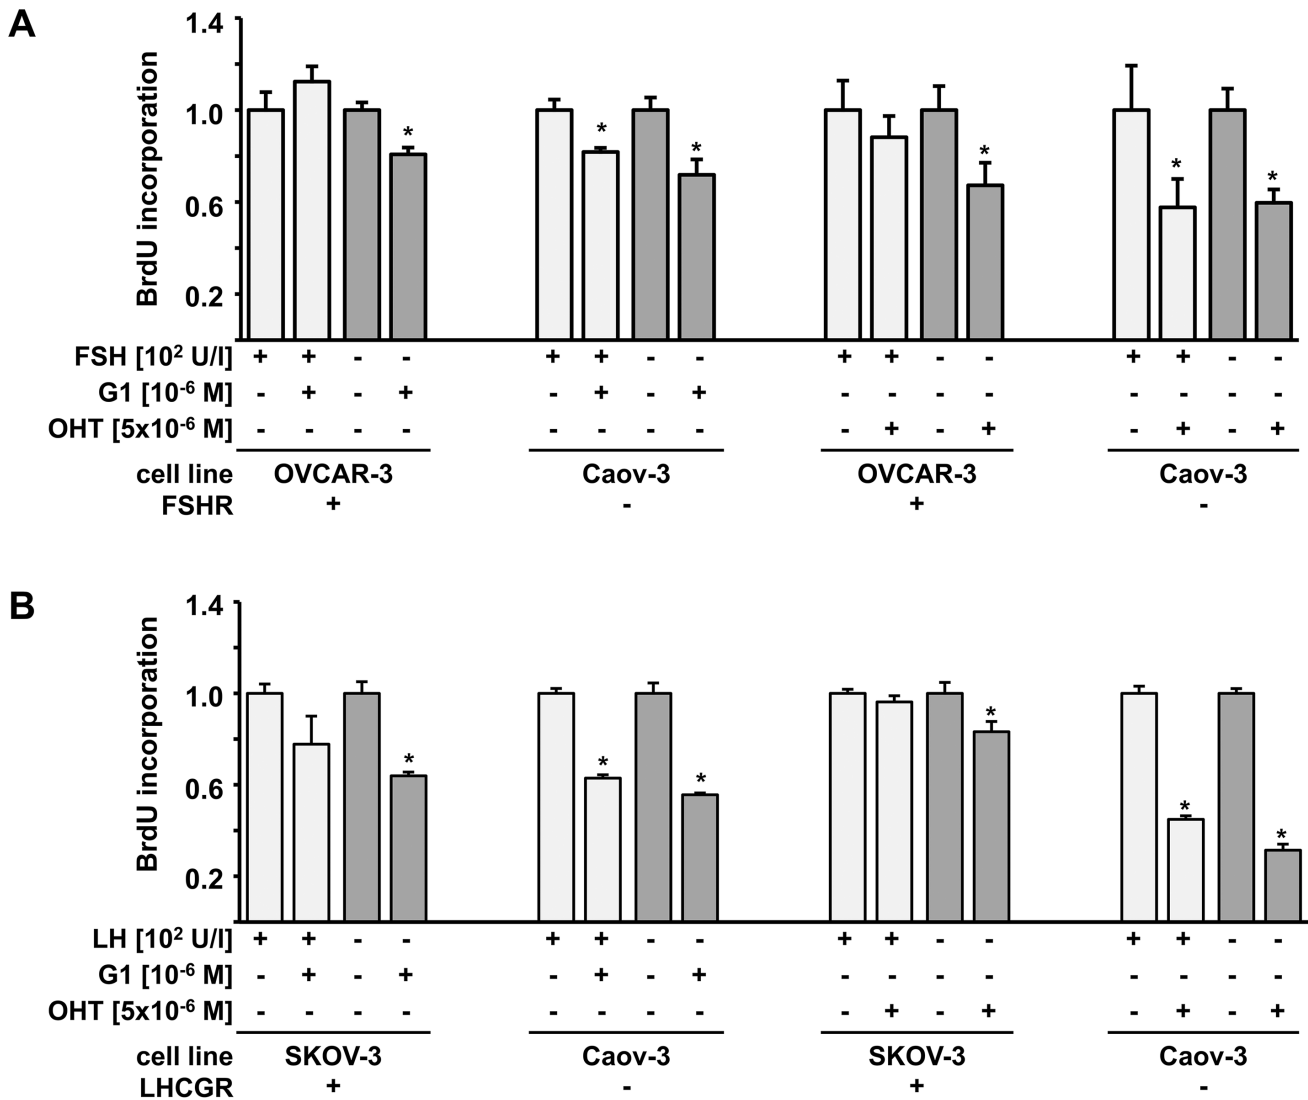 A
1.4
1.0
0.6
0.2
BrdU incorporation
* * * * * *
FSH [10² U/l] + + - - + + - - + + - - + + - -
G1 [10⁻⁶ M] - + - + - + - + - - - - - - - -
OHT [5x10⁻⁶ M] - - - - - - - - - + - + - + - +
cell line OVCAR-3 Caov-3 OVCAR-3 Caov-3
FSHR + - + -
B
1.4
1.0
0.6
0.2
BrdU incorporation
* * * * * *
LH [10² U/l] + + - - + + - - + + - - + + - -
G1 [10⁻⁶ M] - + - + - + - + - - - - - - - -
OHT [5x10⁻⁶ M] - - - - - - - - - + - + - + - +
cell line SKOV-3 Caov-3 SKOV-3 Caov-3
LHCGR + - + -